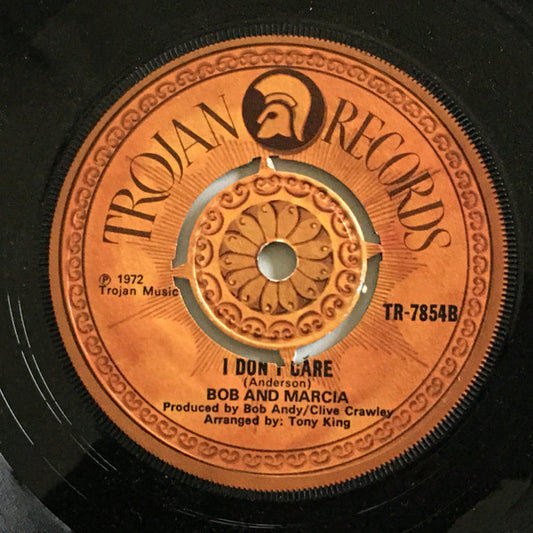 TROJAN RECORDS
℗ 1972
Trojan Music
TR-7854B
I DON'T CARE
(Anderson)
BOB AND MARCIA
Produced by Bob Andy/Clive Crawley
Arranged by: Tony King